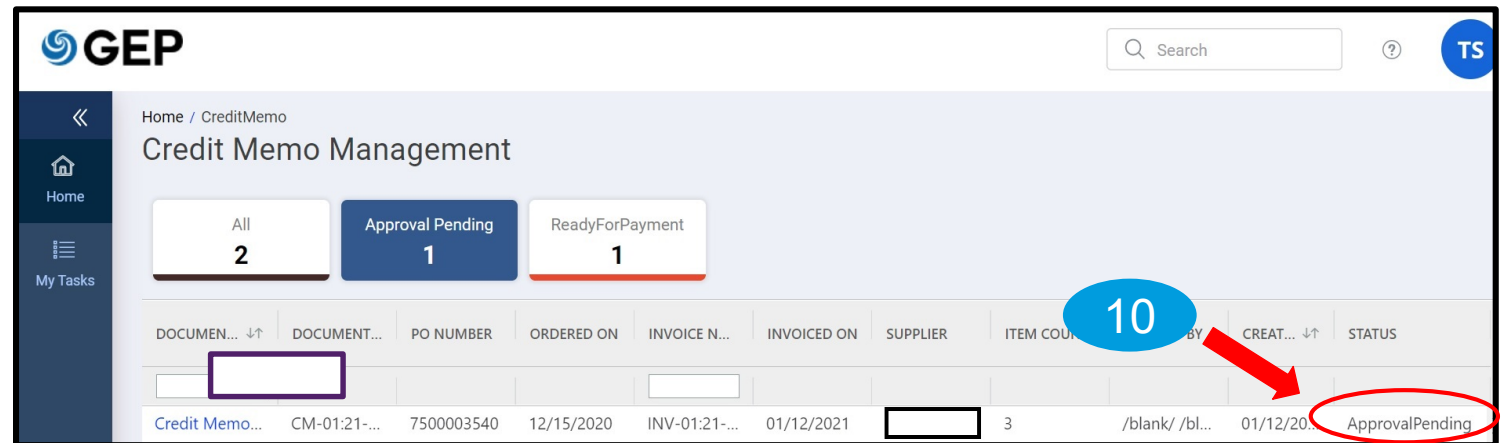 GEP
Search
?
TS
Home / CreditMemo
Credit Memo Management
Home
All
2
Approval Pending
1
ReadyForPayment
1
My Tasks
10
DOCUMEN... DOCUMENT... PO NUMBER ORDERED ON INVOICE N... INVOICED ON SUPPLIER ITEM COU BY CREAT... STATUS
Credit Memo... CM-01:21-... 7500003540 12/15/2020 INV-01:21-... 01/12/2021 3 /blank/ /bl... 01/12/20... ApprovalPending